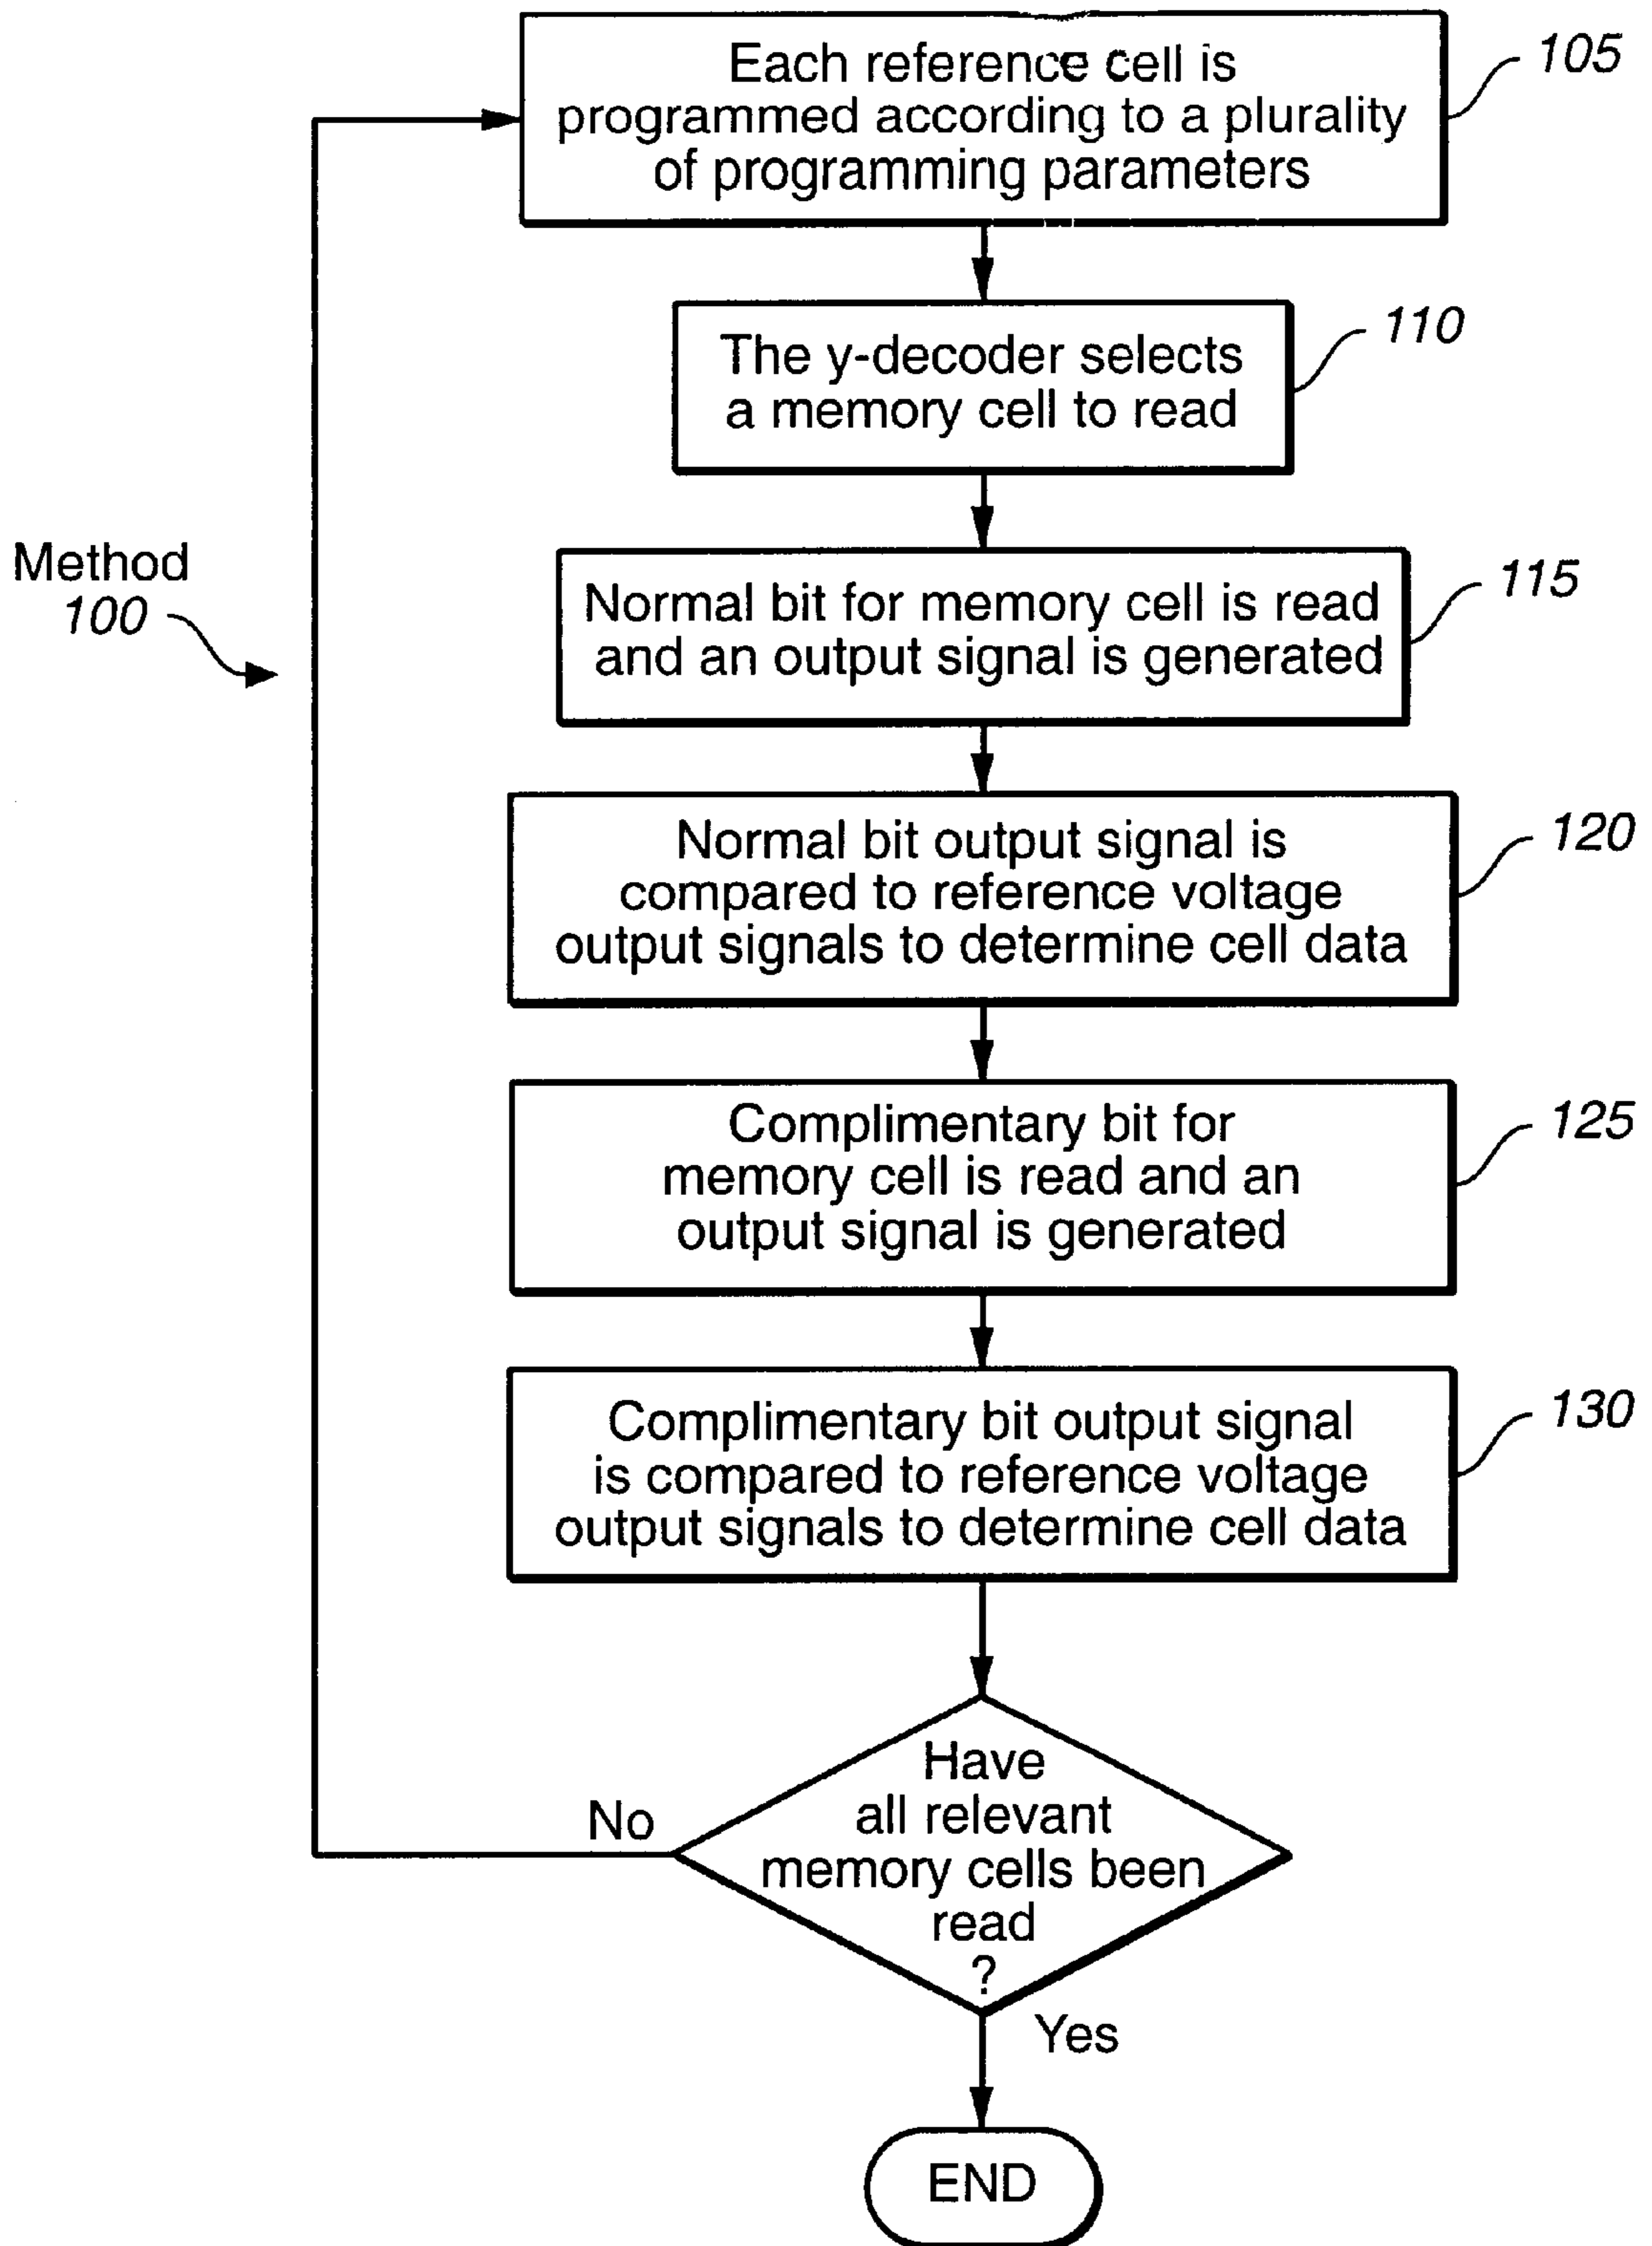 Each reference cell is
programmed according to a plurality
of programming parameters
105
The y-decoder selects
a memory cell to read
110
Method
100
Normal bit for memory cell is read
and an output signal is generated
115
Normal bit output signal is
compared to reference voltage
output signals to determine cell data
120
Complimentary bit for
memory cell is read and an
output signal is generated
125
Complimentary bit output signal
is compared to reference voltage
output signals to determine cell data
130
Have
all relevant
memory cells been
read
?
No
Yes
END